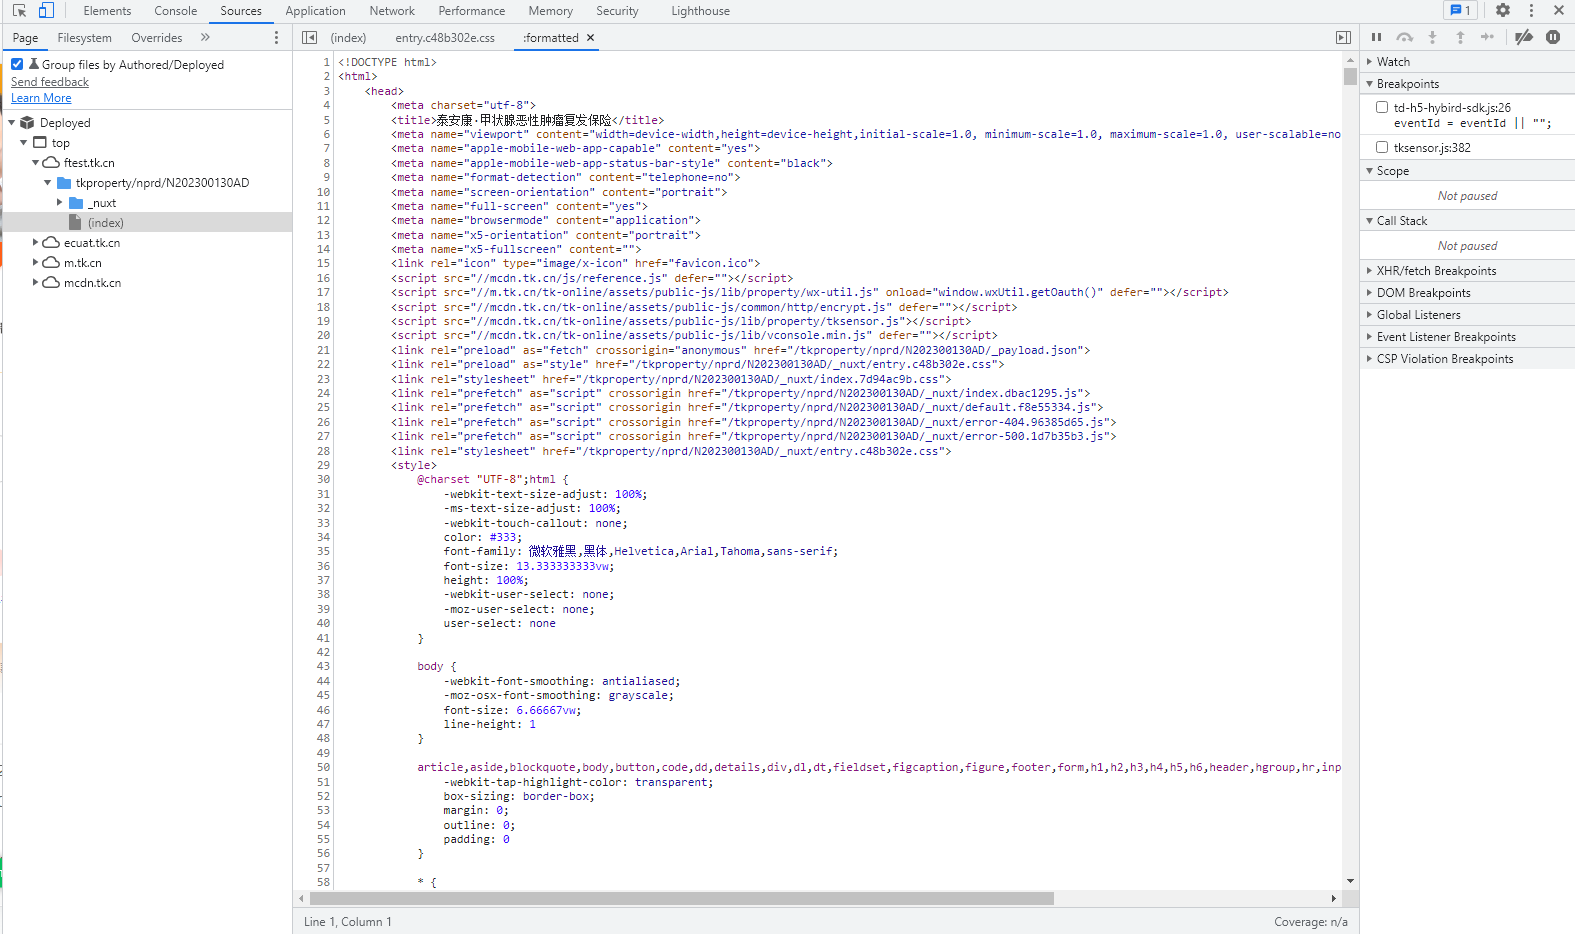 Elements Console Sources Application Network Performance Memory Security Lighthouse 1
Page Filesystem Overrides
Group files by Authored/Deployed
Send feedback
Learn More
Deployed
top
ftest.tk.cn
tkproperty/nprd/N202300130AD
_nuxt
(index)
ecuat.tk.cn
m.tk.cn
mcdn.tk.cn
(index) entry.c48b302e.css :formatted
1 <!DOCTYPE html>
2 <html>
3 <head>
4 <meta charset="utf-8">
5 <title>泰安康·甲状腺恶性肿瘤复发保险</title>
6 <meta name="viewport" content="width=device-width,height=device-height,initial-scale=1.0, minimum-scale=1.0, maximum-scale=1.0, user-scalable=no
7 <meta name="apple-mobile-web-app-capable" content="yes">
8 <meta name="apple-mobile-web-app-status-bar-style" content="black">
9 <meta name="format-detection" content="telephone=no">
10 <meta name="screen-orientation" content="portrait">
11 <meta name="full-screen" content="yes">
12 <meta name="browsermode" content="application">
13 <meta name="x5-orientation" content="portrait">
14 <meta name="x5-fullscreen" content="">
15 <link rel="icon" type="image/x-icon" href="favicon.ico">
16 <script src="//mcdn.tk.cn/js/reference.js" defer=""></script>
17 <script src="//m.tk.cn/tk-online/assets/public-js/lib/property/wx-util.js" onload="window.wxUtil.getOauth()" defer=""></script>
18 <script src="//mcdn.tk.cn/tk-online/assets/public-js/common/http/encrypt.js" defer=""></script>
19 <script src="//mcdn.tk.cn/tk-online/assets/public-js/lib/property/tksensor.js"></script>
20 <script src="//mcdn.tk.cn/tk-online/assets/public-js/lib/vconsole.min.js" defer=""></script>
21 <link rel="preload" as="fetch" crossorigin="anonymous" href="/tkproperty/nprd/N202300130AD/_payload.json">
22 <link rel="preload" as="style" href="/tkproperty/nprd/N202300130AD/_nuxt/entry.c48b302e.css">
23 <link rel="stylesheet" href="/tkproperty/nprd/N202300130AD/_nuxt/index.7d94ac9b.css">
24 <link rel="prefetch" as="script" crossorigin href="/tkproperty/nprd/N202300130AD/_nuxt/index.dbac1295.js">
25 <link rel="prefetch" as="script" crossorigin href="/tkproperty/nprd/N202300130AD/_nuxt/default.f8e55334.js">
26 <link rel="prefetch" as="script" crossorigin href="/tkproperty/nprd/N202300130AD/_nuxt/error-404.96385d65.js">
27 <link rel="prefetch" as="script" crossorigin href="/tkproperty/nprd/N202300130AD/_nuxt/error-500.1d7b35b3.js">
28 <link rel="stylesheet" href="/tkproperty/nprd/N202300130AD/_nuxt/entry.c48b302e.css">
29 <style>
30 @charset "UTF-8";html {
31 -webkit-text-size-adjust: 100%;
32 -ms-text-size-adjust: 100%;
33 -webkit-touch-callout: none;
34 color: #333;
35 font-family: 微软雅黑,黑体,Helvetica,Arial,Tahoma,sans-serif;
36 font-size: 13.333333333vw;
37 height: 100%;
38 -webkit-user-select: none;
39 -moz-user-select: none;
40 user-select: none
41 }
42
43 body {
44 -webkit-font-smoothing: antialiased;
45 -moz-osx-font-smoothing: grayscale;
46 font-size: 6.66667vw;
47 line-height: 1
48 }
49
50 article,aside,blockquote,body,button,code,dd,details,div,dl,dt,fieldset,figcaption,figure,footer,form,h1,h2,h3,h4,h5,h6,header,hgroup,hr,inp
51 -webkit-tap-highlight-color: transparent;
52 box-sizing: border-box;
53 margin: 0;
54 outline: 0;
55 padding: 0
56 }
57
58 * {
Line 1, Column 1 Coverage: n/a
Watch
Breakpoints
td-h5-hybird-sdk.js:26
eventId = eventId || "";
tksensor.js:382
Scope
Not paused
Call Stack
Not paused
XHR/fetch Breakpoints
DOM Breakpoints
Global Listeners
Event Listener Breakpoints
CSP Violation Breakpoints